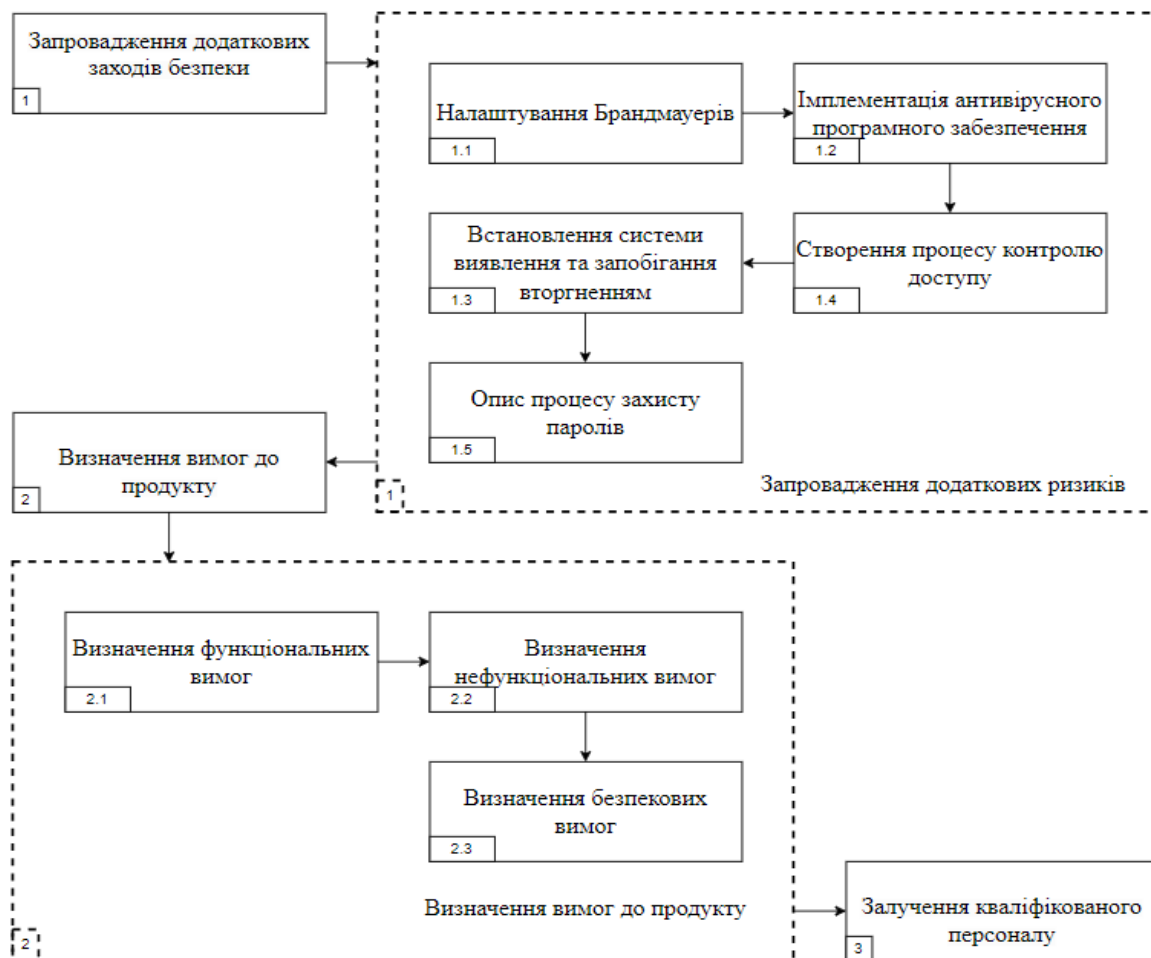 Запровадження додаткових
заходів безпеки
1
Налаштування Брандмауерів
1.1
Імплементація антивірусного
програмного забезпечення
1.2
Створення процесу контролю
доступу
1.4
Встановлення системи
виявлення та запобігання
вторгненням
1.3
Опис процесу захисту
паролів
1.5
1
Запровадження додаткових ризиків
Визначення вимог до
продукту
2
Визначення функціональних
вимог
2.1
Визначення
нефункціональних вимог
2.2
Визначення безпекових
вимог
2.3
Визначення вимог до продукту
2
Залучення кваліфікованого
персоналу
3